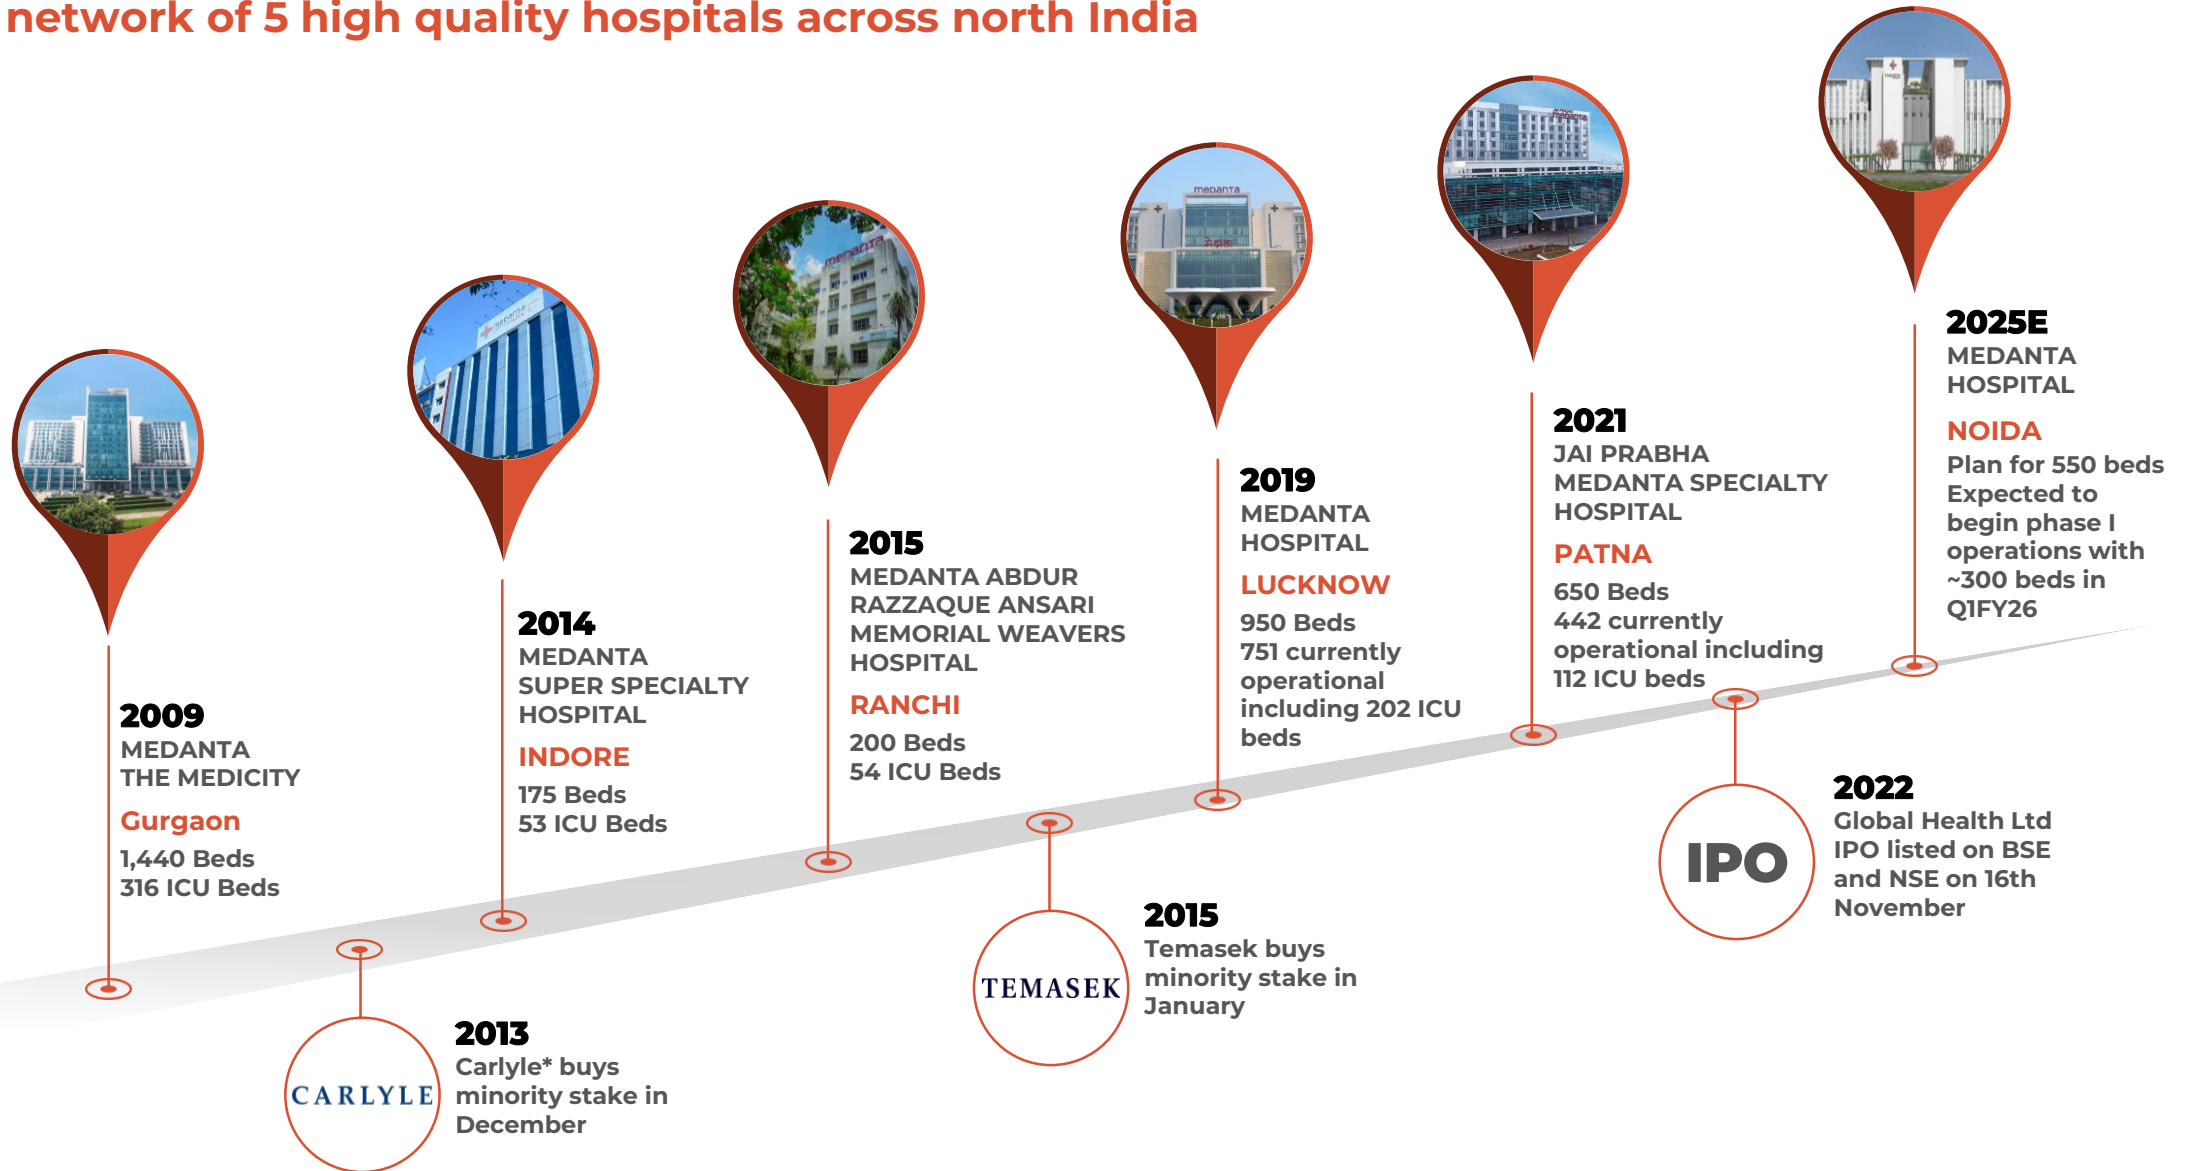 network of 5 high quality hospitals across north India
medanta
medanta
medanta
medanta
मेदांता
medanta
2009
MEDANTA
THE MEDICITY
Gurgaon
1,440 Beds
316 ICU Beds
CARLYLE
2013
Carlyle* buys
minority stake in
December
2014
MEDANTA
SUPER SPECIALTY
HOSPITAL
INDORE
175 Beds
53 ICU Beds
2015
MEDANTA ABDUR
RAZZAQUE ANSARI
MEMORIAL WEAVERS
HOSPITAL
RANCHI
200 Beds
54 ICU Beds
TEMASEK
2015
Temasek buys
minority stake in
January
2019
MEDANTA
HOSPITAL
LUCKNOW
950 Beds
751 currently
operational
including 202 ICU
beds
2021
JAI PRABHA
MEDANTA SPECIALTY
HOSPITAL
PATNA
650 Beds
442 currently
operational including
112 ICU beds
IPO
2022
Global Health Ltd
IPO listed on BSE
and NSE on 16th
November
2025E
MEDANTA
HOSPITAL
NOIDA
Plan for 550 beds
Expected to
begin phase I
operations with
~300 beds in
Q1FY26